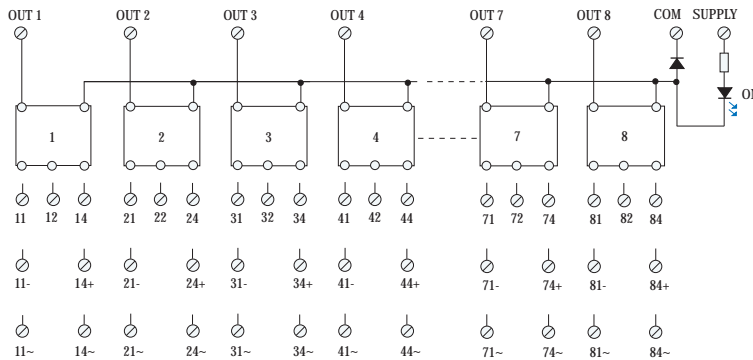 OUT 1 OUT 2 OUT 3 OUT 4 OUT 7 OUT 8 COM SUPPLY
ON
1 2 3 4 7 8
11 12 14 21 22 24 31 32 34 41 42 44 71 72 74 81 82 84
11- 14+ 21- 24+ 31- 34+ 41- 44+ 71- 74+ 81- 84+
11~ 14~ 21~ 24~ 31~ 34~ 41~ 44~ 71~ 74~ 81~ 84~